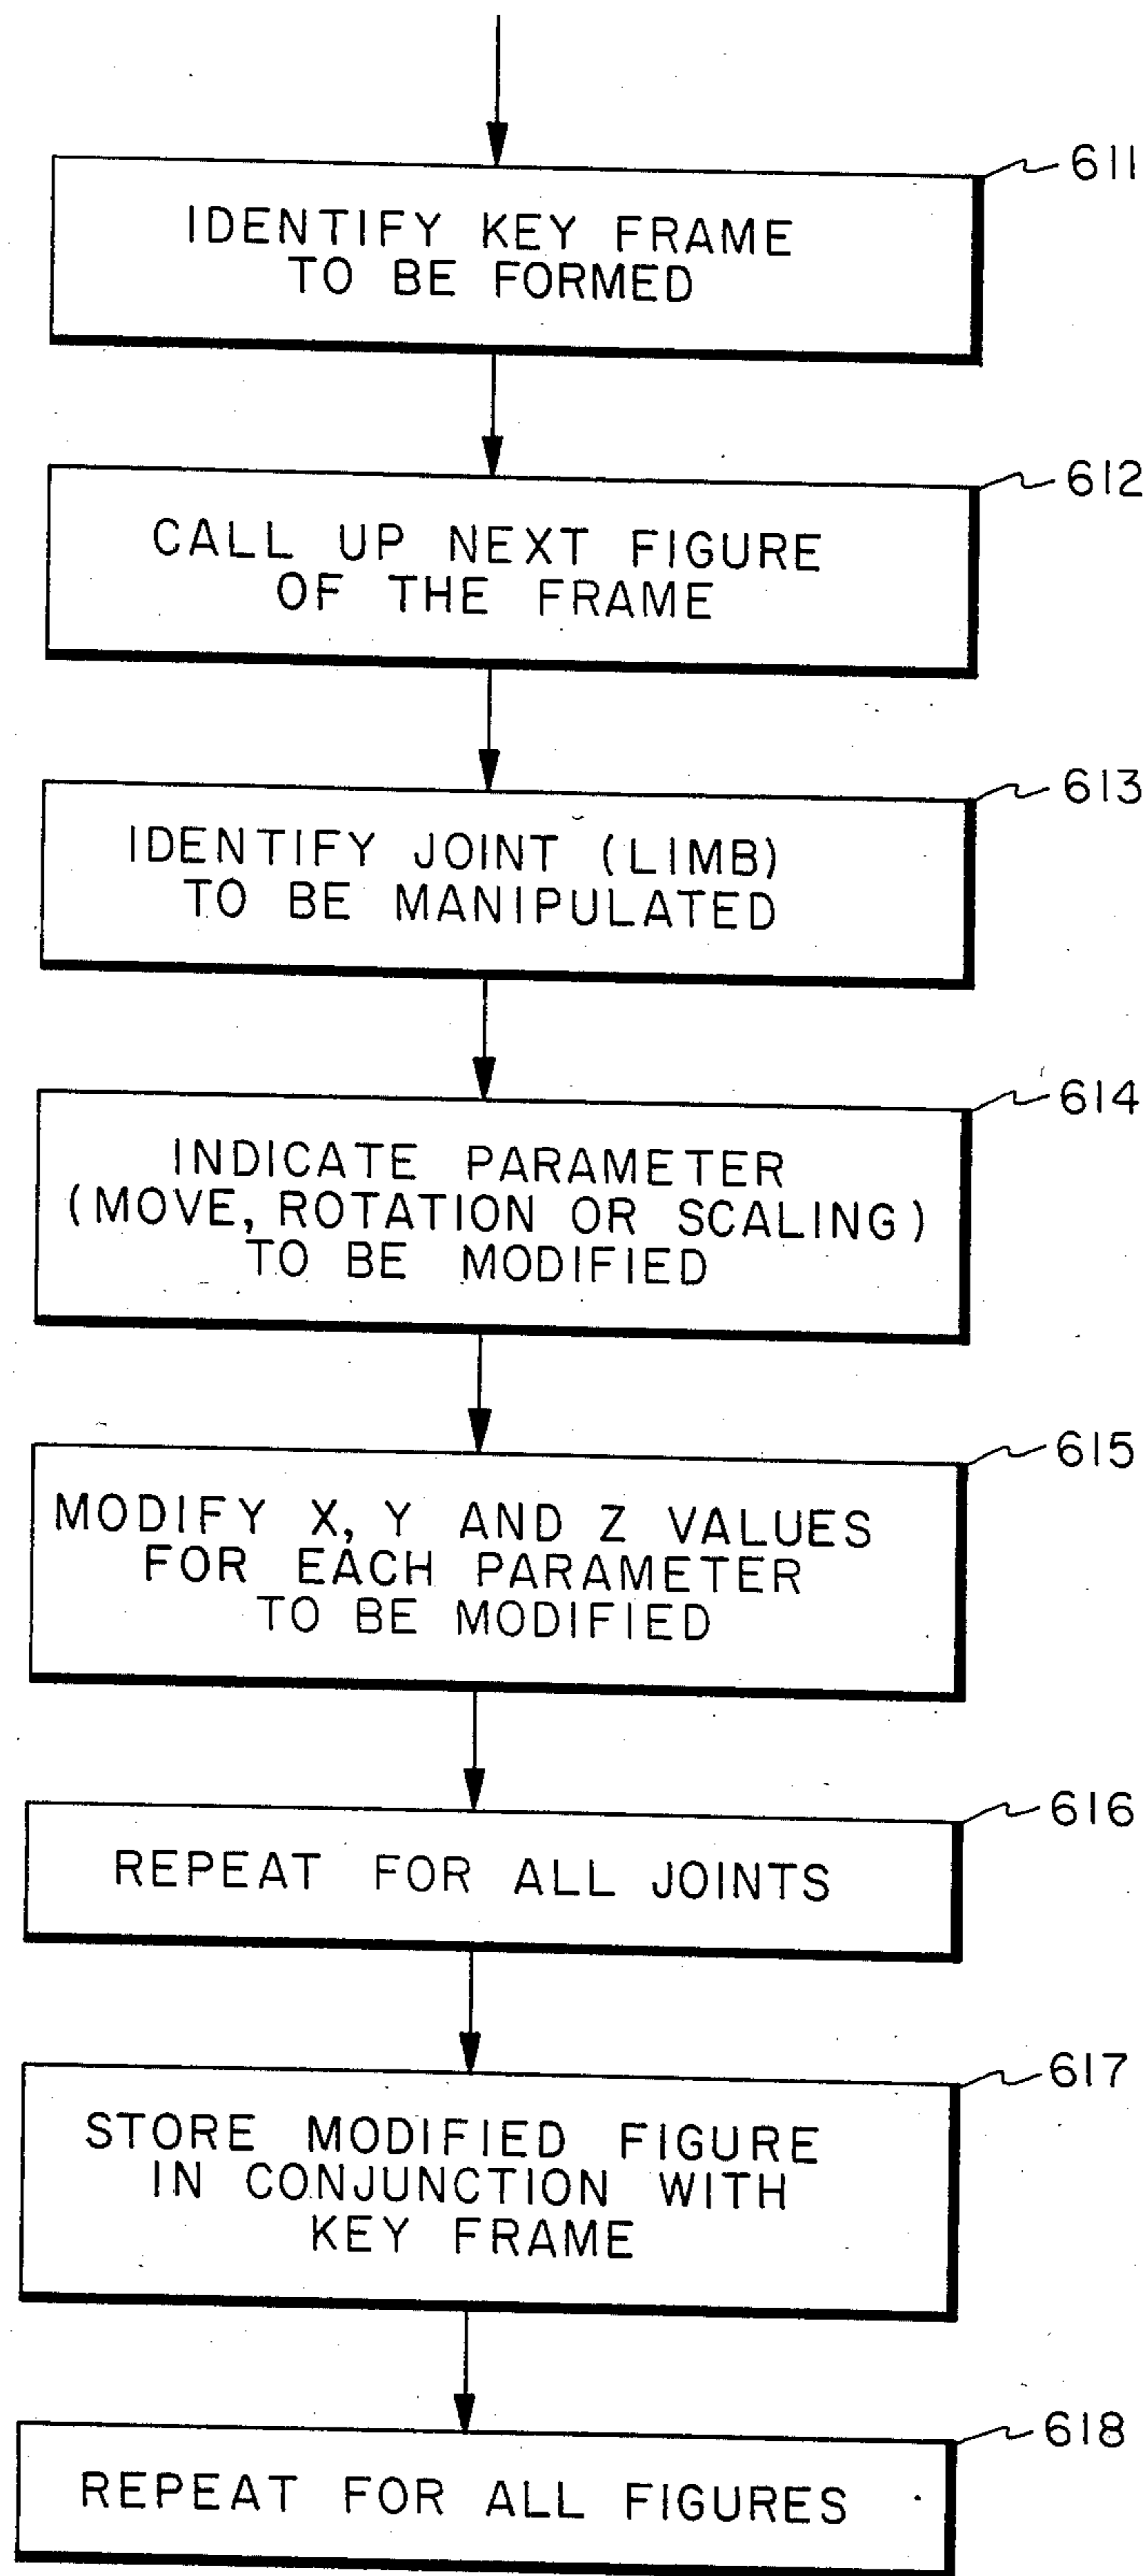 611
IDENTIFY KEY FRAME
TO BE FORMED
612
CALL UP NEXT FIGURE
OF THE FRAME
613
IDENTIFY JOINT (LIMB)
TO BE MANIPULATED
614
INDICATE PARAMETER
(MOVE, ROTATION OR SCALING)
TO BE MODIFIED
615
MODIFY X, Y AND Z VALUES
FOR EACH PARAMETER
TO BE MODIFIED
616
REPEAT FOR ALL JOINTS
617
STORE MODIFIED FIGURE
IN CONJUNCTION WITH
KEY FRAME
618
REPEAT FOR ALL FIGURES